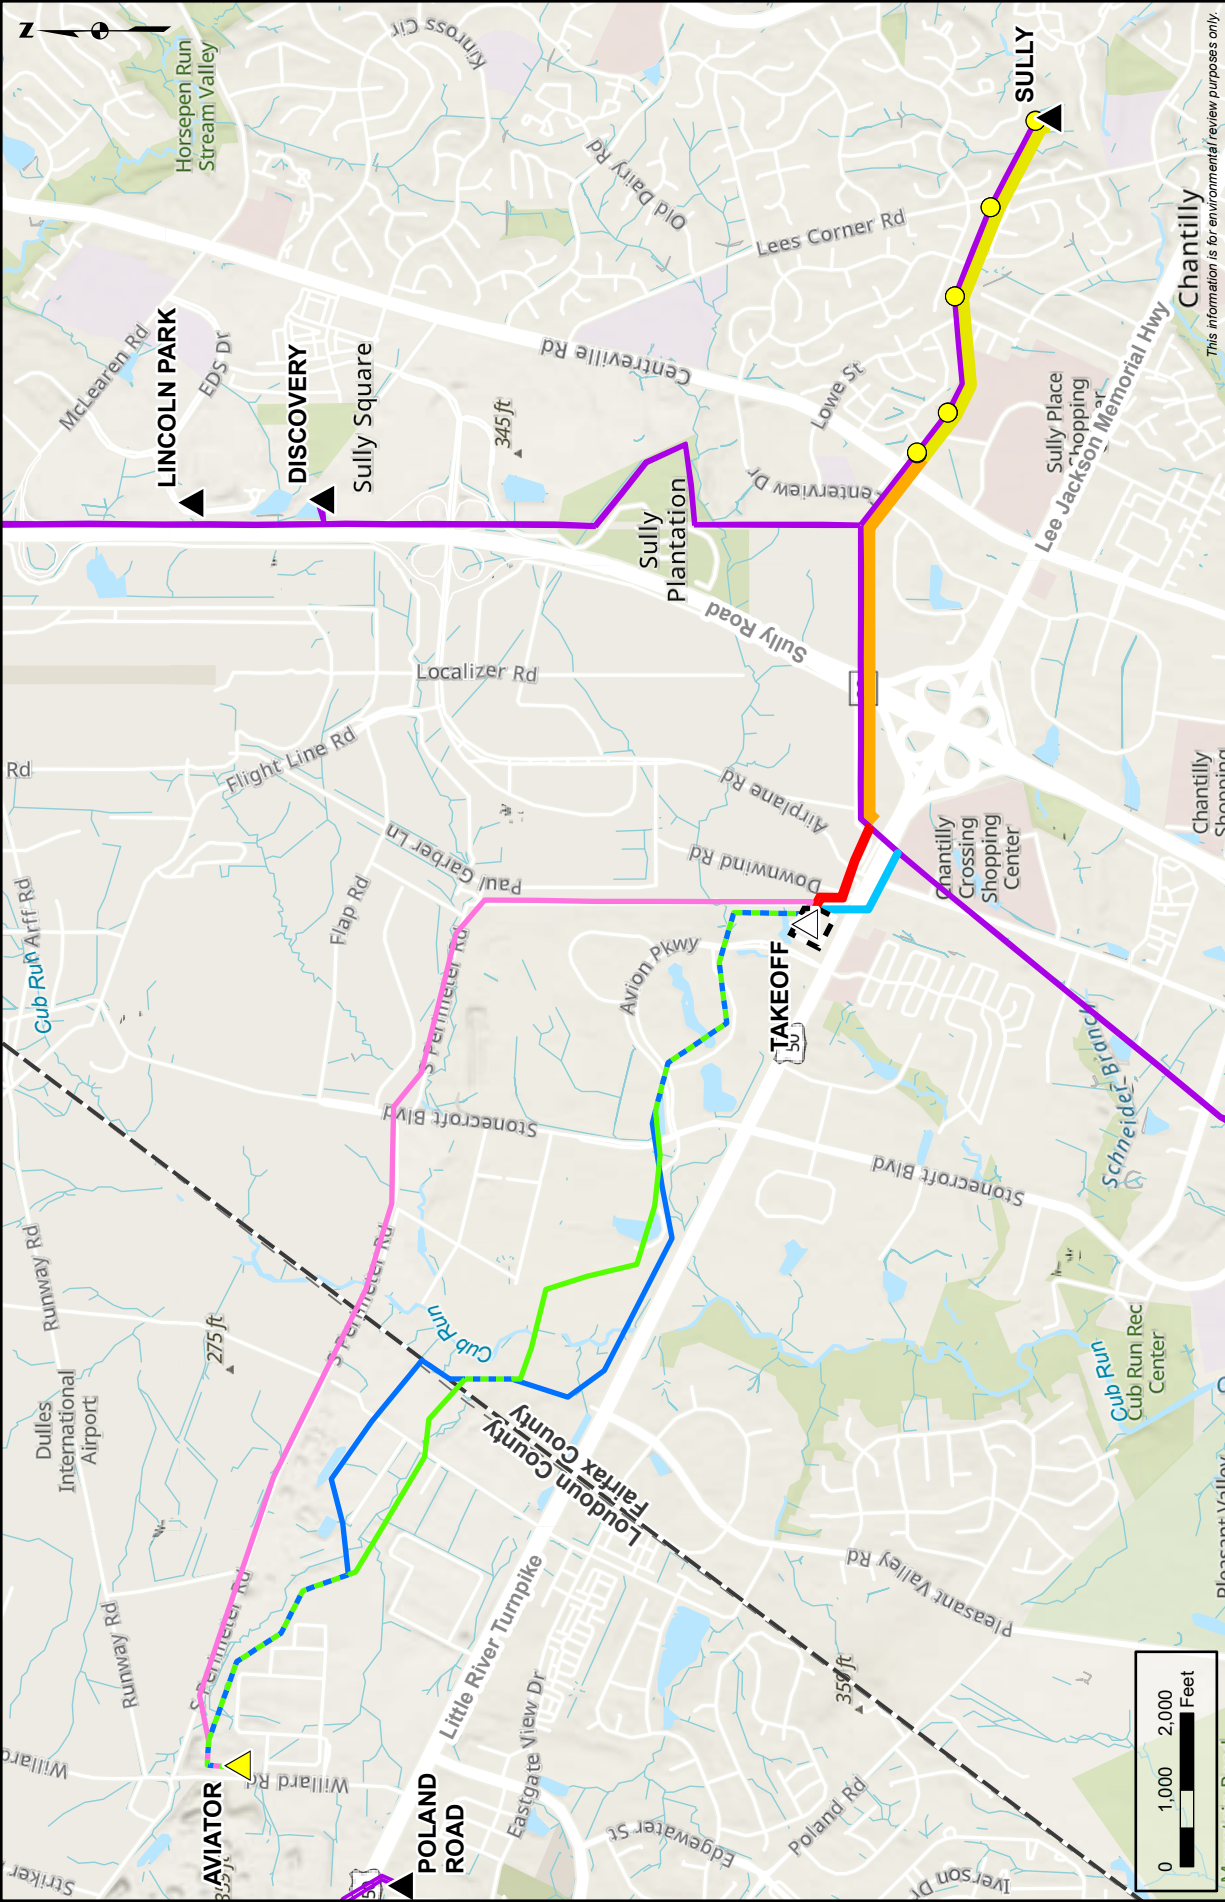 N
Horsepen Run
Stream Valley
Kinross Cir
SULLY
Old Dairy Rd
Lees Corner Rd
Chantilly
This information is for environmental review purposes only.
McLearen Rd
EDS Dr
LINCOLN PARK
DISCOVERY
Sully Square
345 ft
Centreville Rd
Lowe St
Sully Place
Shopping
Lee Jackson Memorial Hwy
Sully
Plantation
Sully Road
Localizer Rd
Rd
Flight Line Rd
Airplane Rd
Downwind Rd
Paul Garber Ln
Flap Rd
Chantilly
Crossing
Shopping
Center
Chantilly
Arff Rd
Cub Run
S Perimeter Rd
Avion Pkwy
TAKEOFF
50
Schneider Branch
Stonecroft Blvd
Stonecroft Blvd
Runway Rd
S Perimeter Rd
275 ft
Cub Run
Dulles
International
Airport
Cub Run
Cub Run Rec
Center
Loudoun County
Fairfax County
Pleasant Valley
Pleasant Valley Rd
Little River Turnpike
Runway Rd
S Perimeter Rd
Willard
Willard Rd
AVIATOR
POLAND
ROAD
Eastgate View Dr
Edgewater St
Poland Rd
Iverson Dr
Striker
0 1,000 2,000
Feet